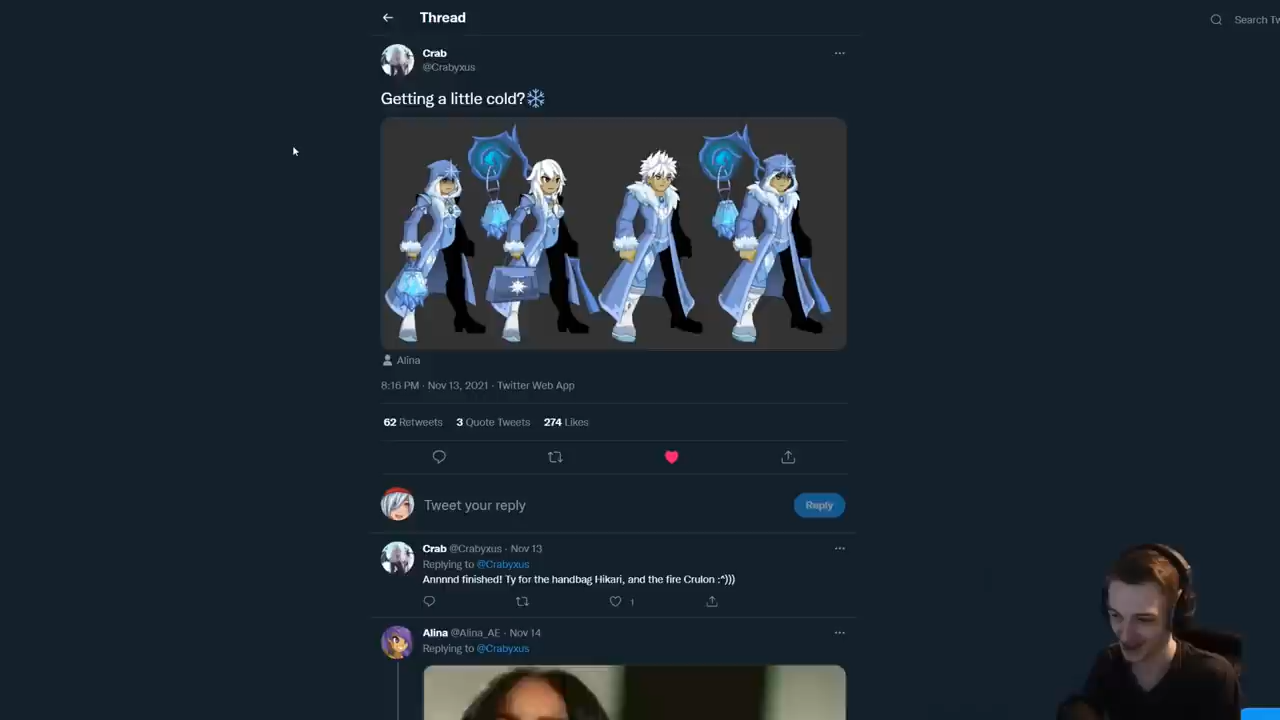 Thread
Search Tw
Crab
@Crabyxus
Getting a little cold?❄
Alina
8:16 PM · Nov 13, 2021 · Twitter Web App
62 Retweets 3 Quote Tweets 274 Likes
Tweet your reply
Reply
Crab @Crabyxus · Nov 13
Replying to @Crabyxus
Annnnd finished! Ty for the handbag Hikari, and the fire Crulon :^)))
1
Alina @Alina_AE · Nov 14
Replying to @Crabyxus